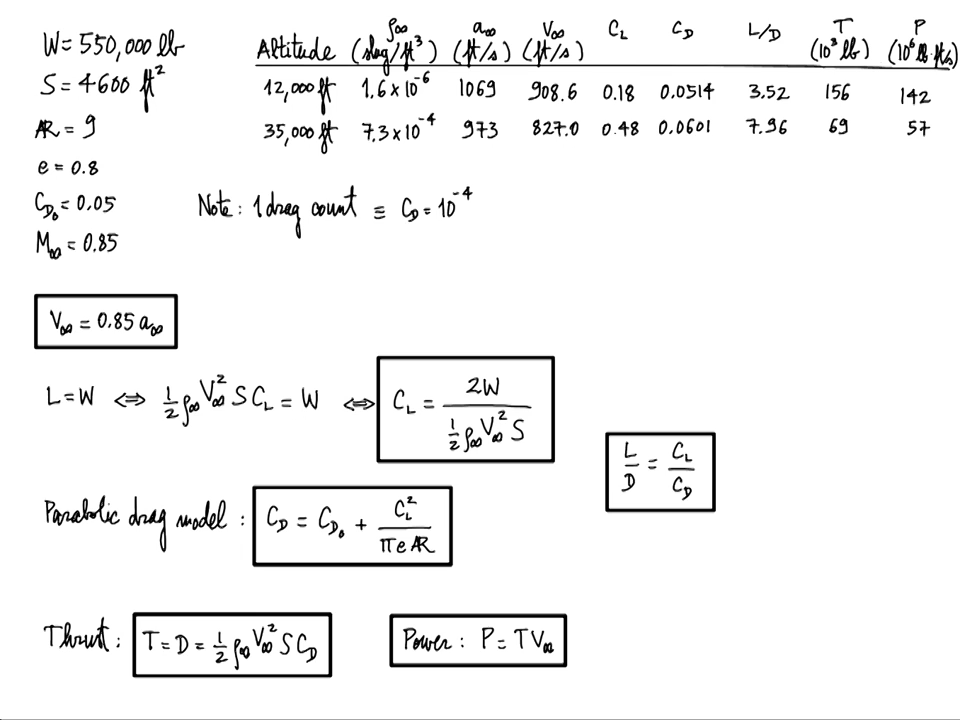 W = 550,000 lb
S = 4600 ft²
AR = 9
e = 0.8
C_D₀ = 0.05
M∞ = 0.85
Altitude ρ∞ (slug/ft³) a∞ (ft/s) V∞ (ft/s) C_L C_D L/D T (10³ lb) P (10⁶ lb·ft/s)
12,000 ft 1.6 x 10⁻⁶ 1069 908.6 0.18 0.0514 3.52 156 142
35,000 ft 7.3 x 10⁻⁴ 973 827.0 0.48 0.0601 7.96 69 57
Note: 1 drag count ≡ C_D = 10⁻⁴
V∞ = 0.85 a∞
L = W ⇔ 1/2 ρ∞ V∞² S C_L = W ⇔ C_L = 2W / (1/2 ρ∞ V∞² S)
L/D = C_L/C_D
Parabolic drag model : C_D = C_D₀ + C_L² / (π e AR)
Thrust : T = D = 1/2 ρ∞ V∞² S C_D
Power : P = T V∞